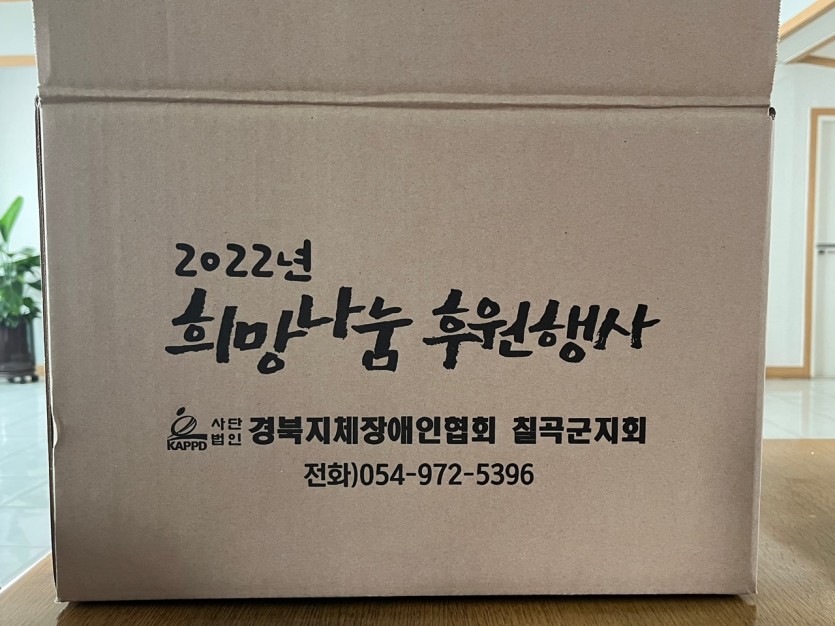 2022년
희망나눔 후원행사
KAPPD 사단법인 경북지체장애인협회 칠곡군지회
전화)054-972-5396